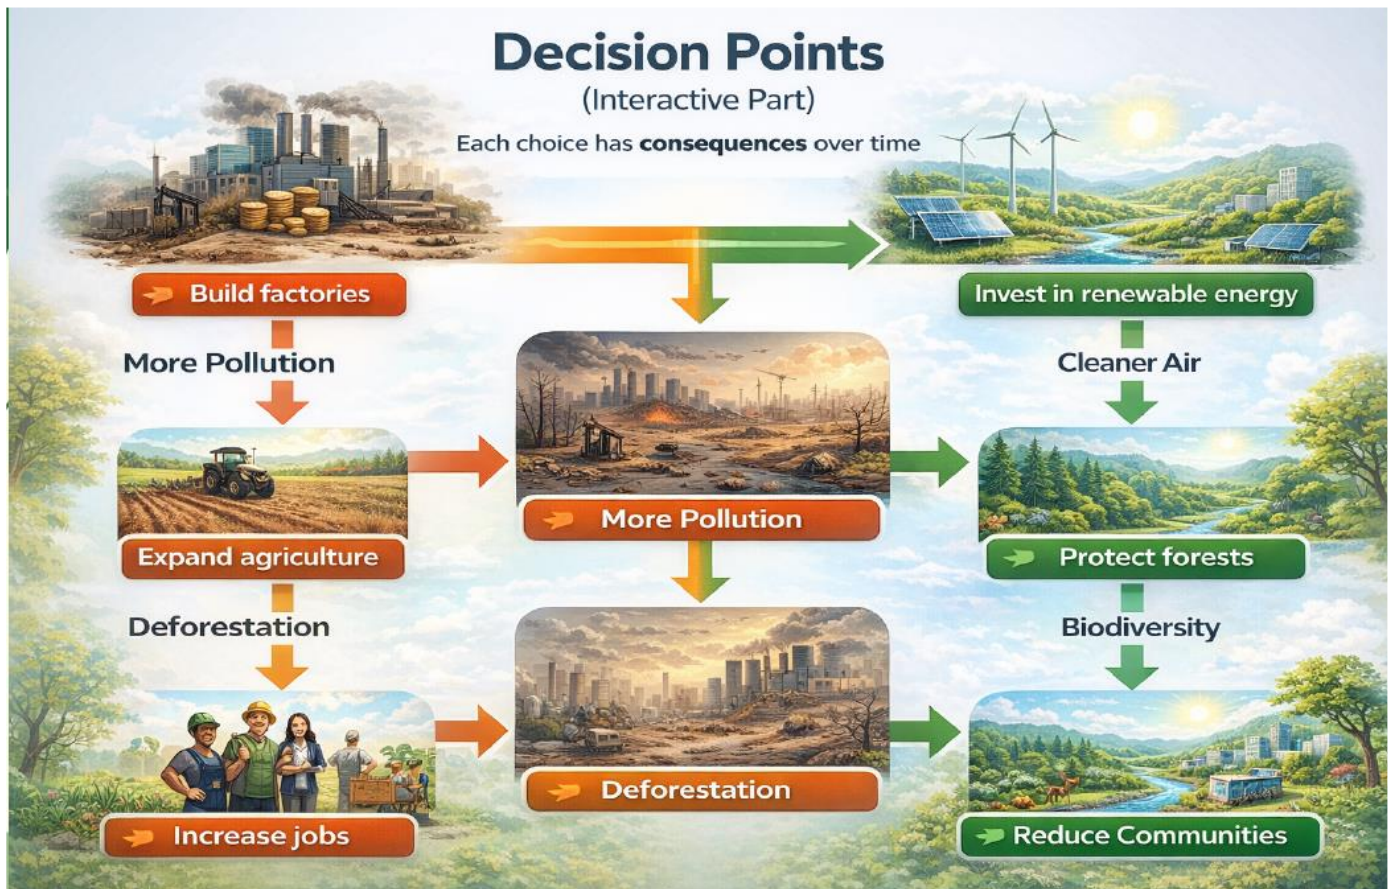 Decision Points
(Interactive Part)
Each choice has consequences over time
Build factories
Invest in renewable energy
More Pollution
Cleaner Air
Expand agriculture
More Pollution
Protect forests
Deforestation
Biodiversity
Increase jobs
Deforestation
Reduce Communities